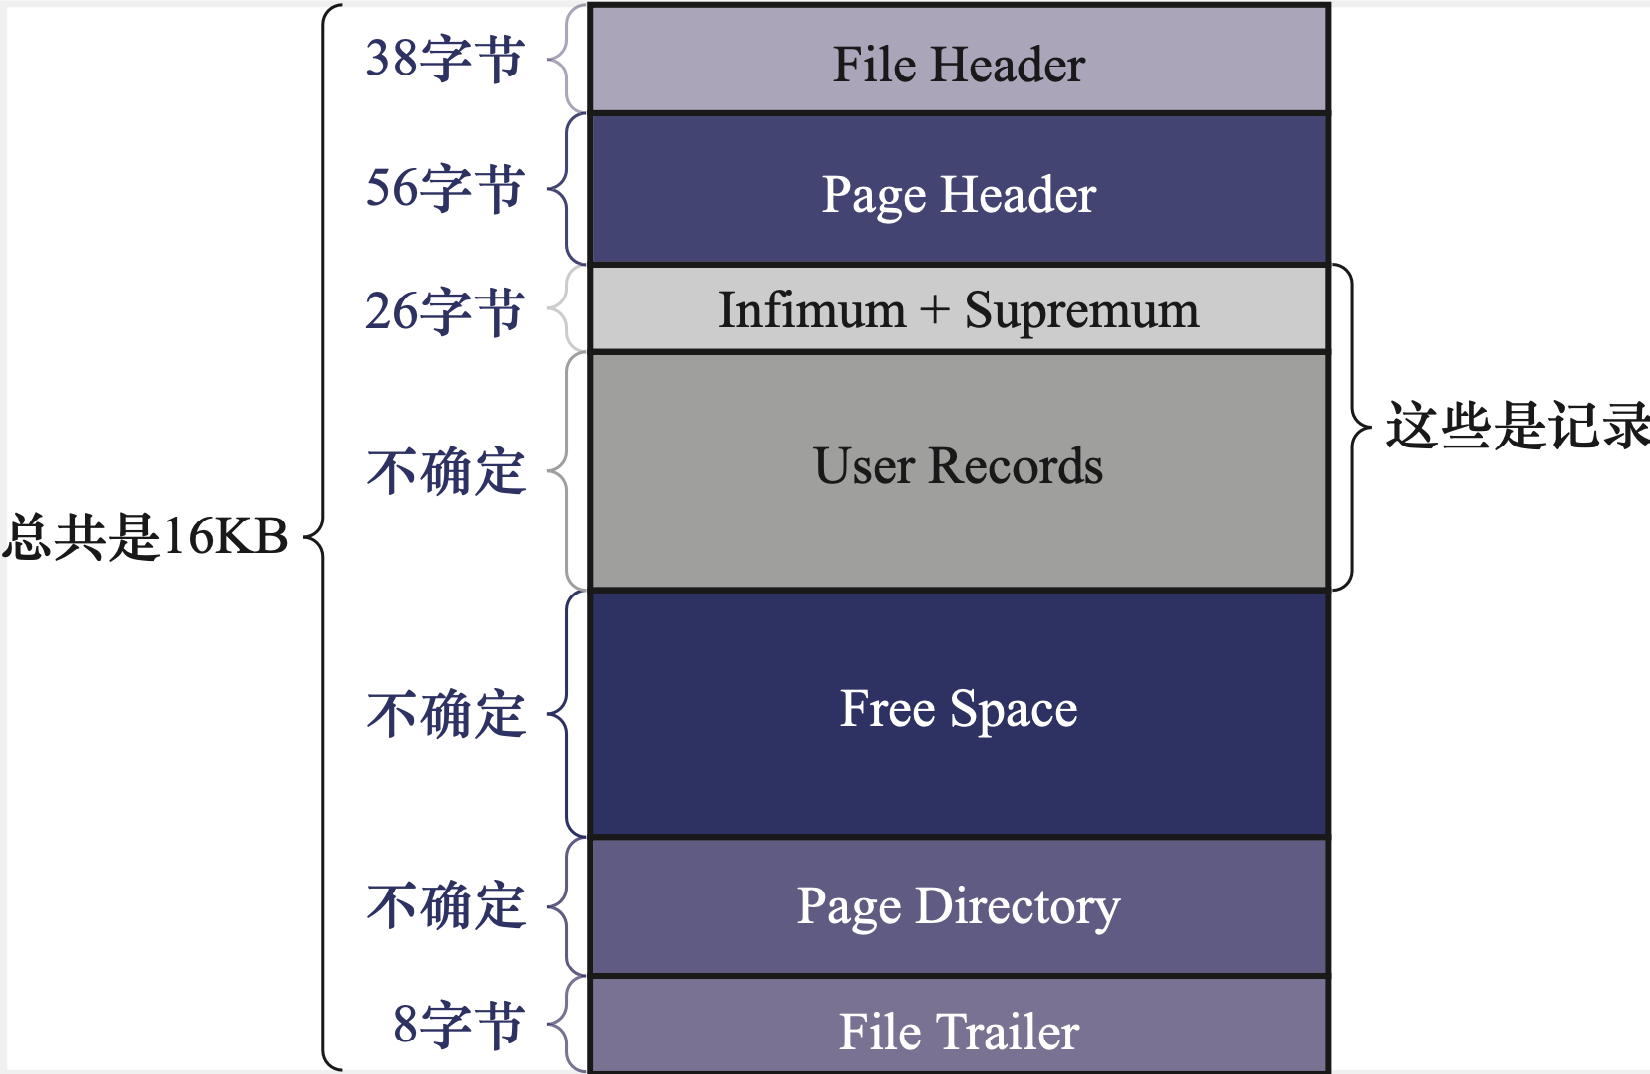 38字节
File Header
56字节
Page Header
26字节
Infimum + Supremum
不确定
User Records
这些是记录
总共是16KB
不确定
Free Space
不确定
Page Directory
8字节
File Trailer